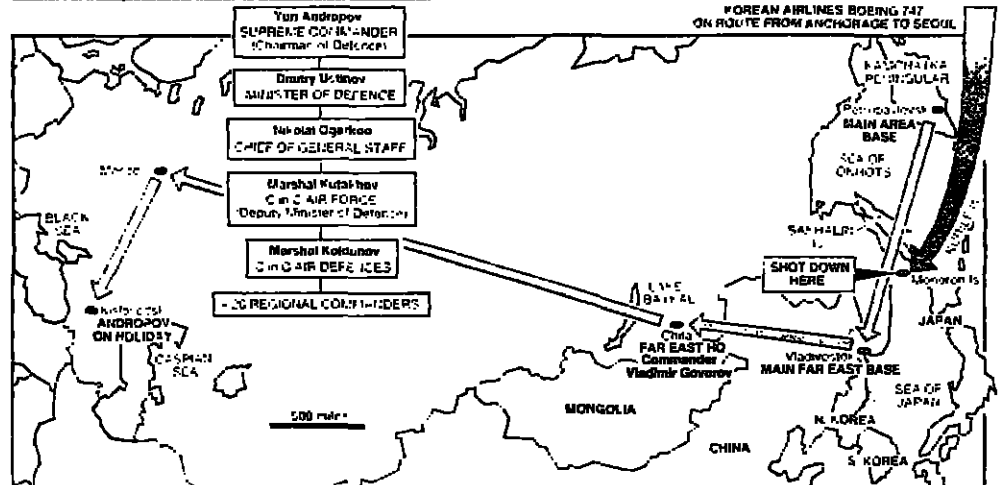 KOREAN AIRLINES BOEING 747
ON ROUTE FROM ANCHORAGE TO SEOUL
Yuri Andropov
SUPREME COMMANDER
(Chairman of Defence)
Dmitry Ustinov
MINISTER OF DEFENCE
Nikolai Ogarkov
CHIEF OF GENERAL STAFF
Marshal Kutakhov
C in C AIR FORCE
(Deputy Minister of Defence)
Marshal Koldunov
C in C AIR DEFENCES
REGIONAL COMMANDERS
KAMCHATKA
PENINSULAR
MAIN AREA
BASE
SEA OF
OKHOTS
SHOT DOWN
HERE
Moneron Is
JAPAN
BLACK
SEA
ANDROPOV
ON HOLIDAY
CASPIAN
SEA
LAKE
BAIKAL
FAR EAST HQ
Commander
Vladimir Govorov
Vladivostok
MAIN FAR EAST BASE
SEA OF
JAPAN
500 miles
MONGOLIA
CHINA
N. KOREA
S. KOREA